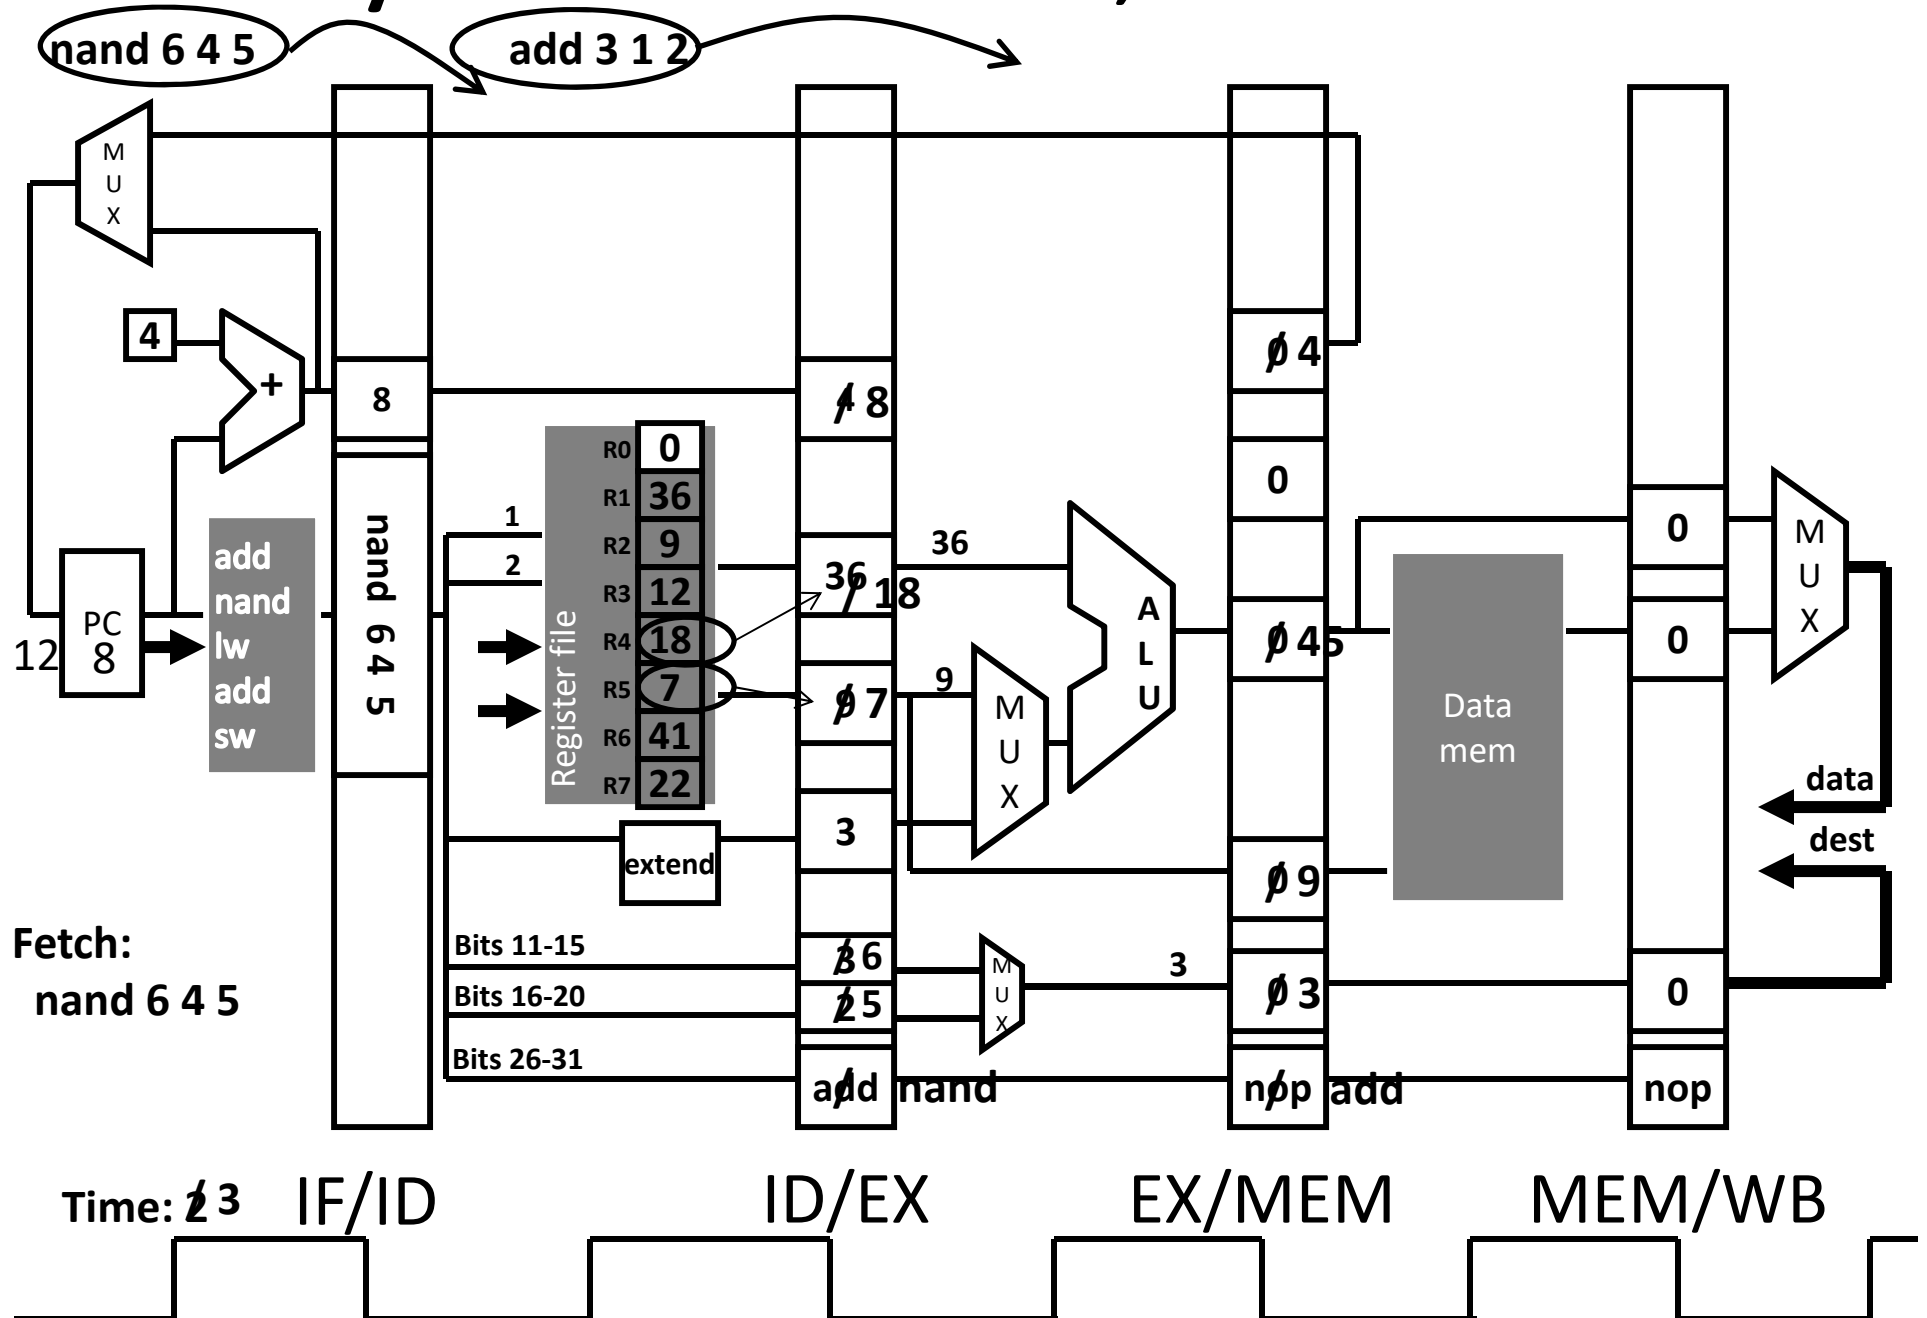 nand 6 4 5
add 3 1 2
M
U
X
4
+
8
4 8
0 4
0
PC
8
12
add
nand
lw
add
sw
nand 6 4 5
1
2
Register file
R0 0
R1 36
R2 9
R3 12
R4 18
R5 7
R6 41
R7 22
extend
36 18
9 7
3
36
9
M
U
X
A
L
U
0 45
0 9
Data
mem
0
0
M
U
X
data
dest
Fetch:
nand 6 4 5
Bits 11-15
Bits 16-20
Bits 26-31
3 6
2 5
add nand
M
U
X
3
0 3
nop add
0
nop
Time: 2 3
IF/ID
ID/EX
EX/MEM
MEM/WB